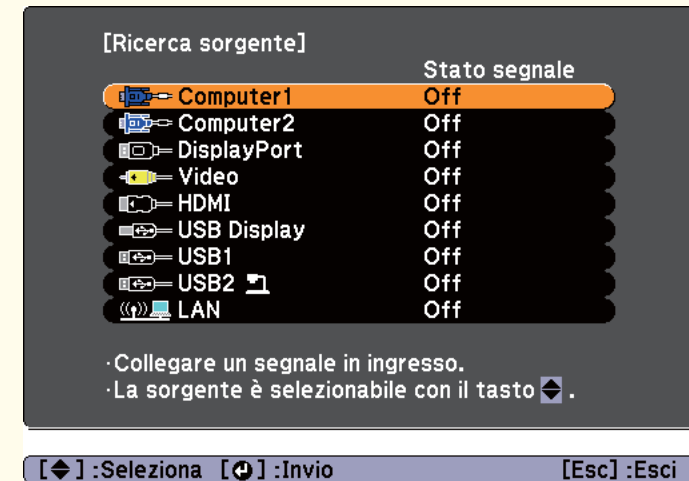 [Ricerca sorgente]
Stato segnale
Computer1 Off
Computer2 Off
DisplayPort Off
Video Off
HDMI Off
USB Display Off
USB1 Off
USB2 Off
LAN Off
·Collegare un segnale in ingresso.
·La sorgente è selezionabile con il tasto .
[ ] :Seleziona [ ] :Invio [Esc] :Esci